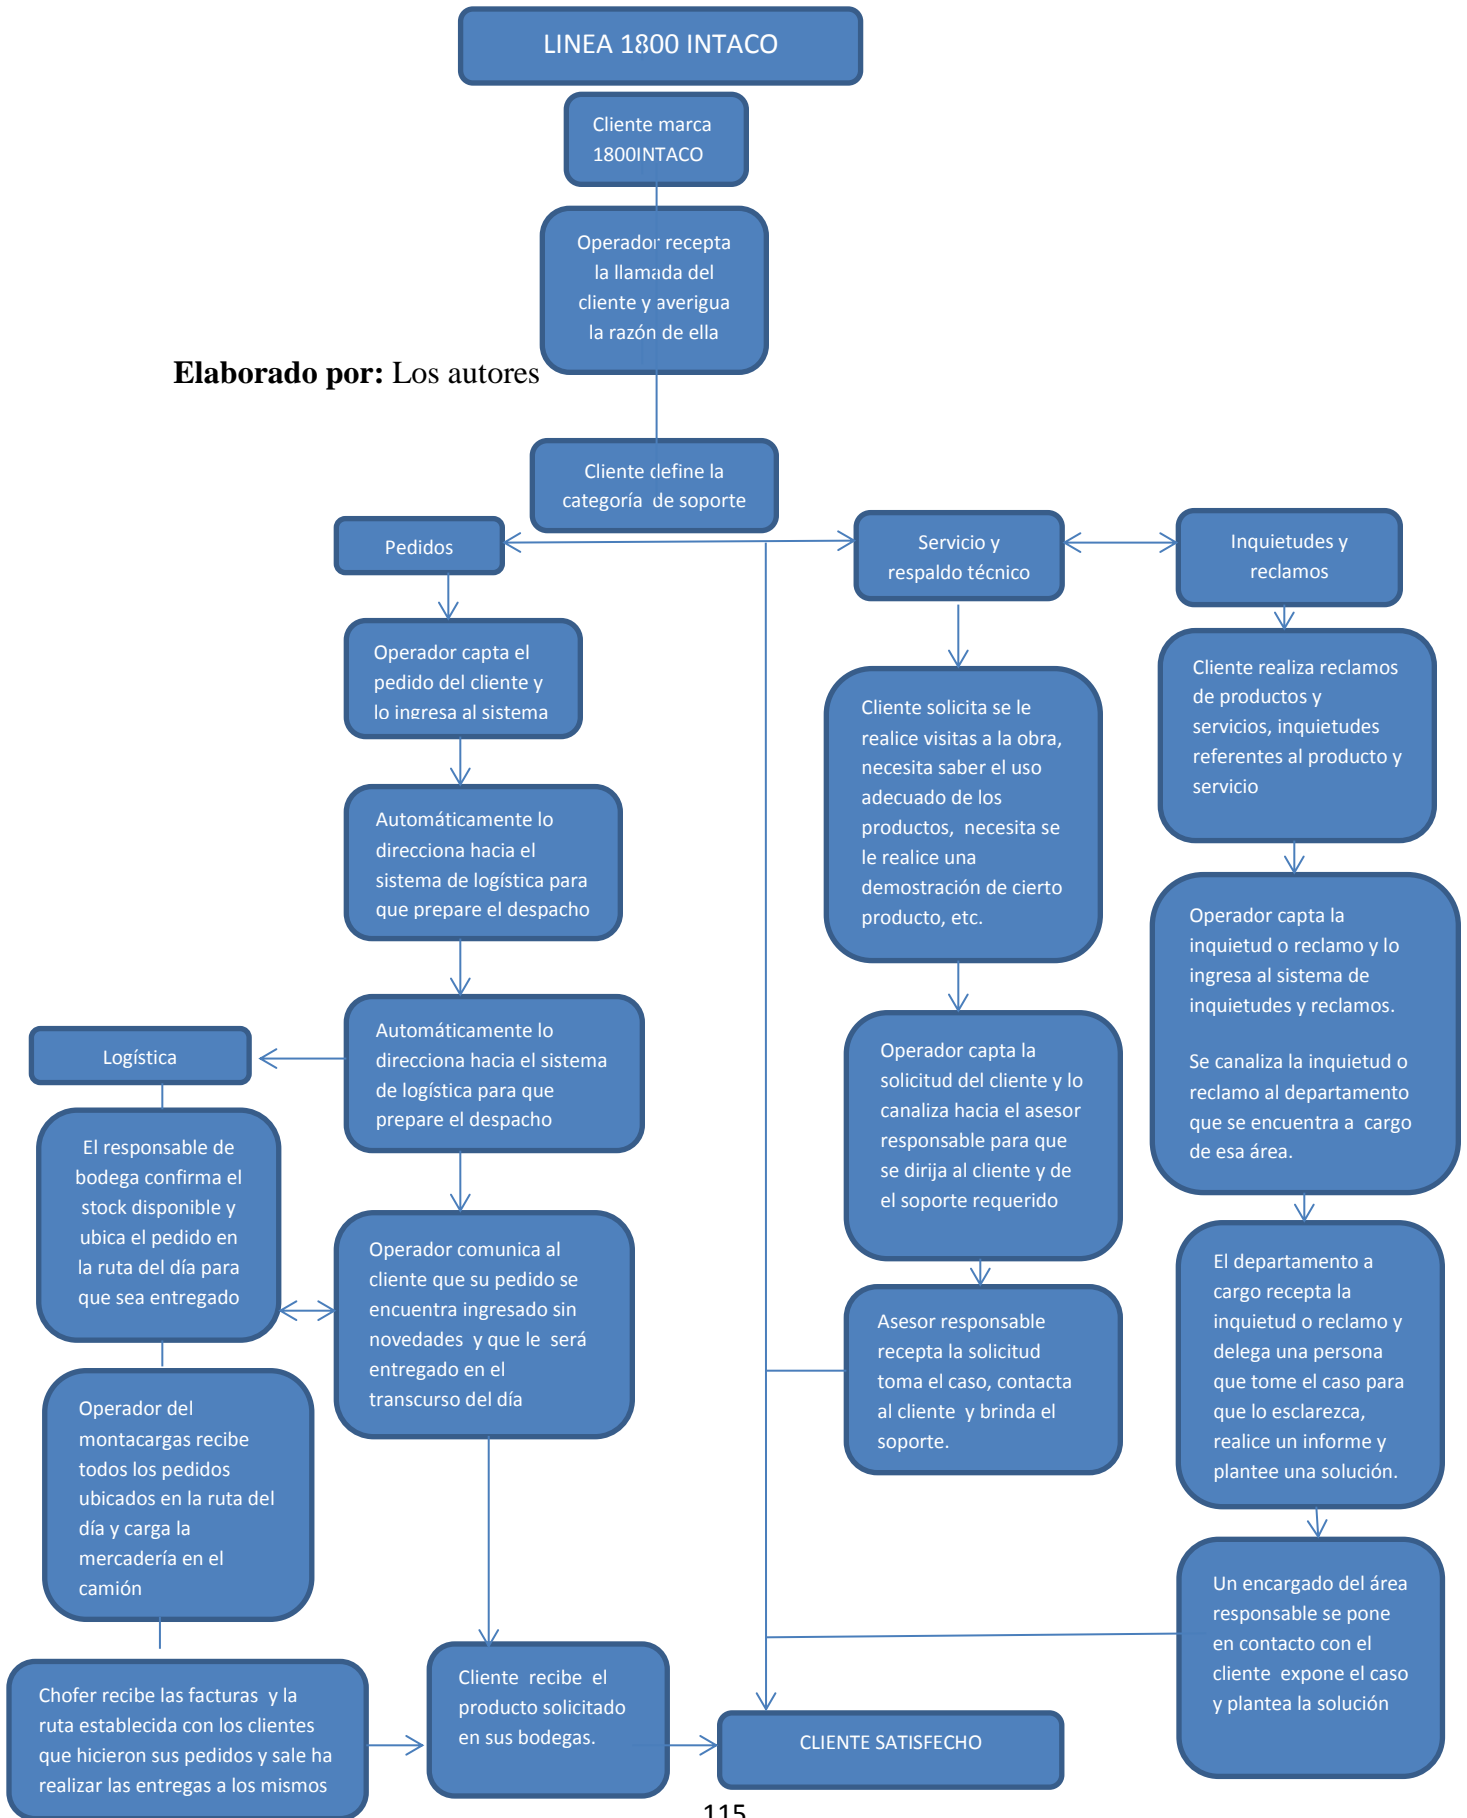 LINEA 1800 INTACO
Cliente marca
1800INTACO
Operador recepta
la llamada del
cliente y averigua
la razón de ella
Elaborado por: Los autores
Cliente define la
categoría de soporte
Pedidos
Operador capta el
pedido del cliente y
lo ingresa al sistema
Automáticamente lo
direcciona hacia el
sistema de logística para
que prepare el despacho
Automáticamente lo
direcciona hacia el sistema
de logística para que
prepare el despacho
Logística
El responsable de
bodega confirma el
stock disponible y
ubica el pedido en
la ruta del día para
que sea entregado
Operador comunica al
cliente que su pedido se
encuentra ingresado sin
novedades y que le será
entregado en el
transcurso del día
Operador del
montacargas recibe
todos los pedidos
ubicados en la ruta del
día y carga la
mercadería en el
camión
Chofer recibe las facturas y la
ruta establecida con los clientes
que hicieron sus pedidos y sale ha
realizar las entregas a los mismos
Cliente recibe el
producto solicitado
en sus bodegas.
Servicio y
respaldo técnico
Cliente solicita se le
realice visitas a la obra,
necesita saber el uso
adecuado de los
productos, necesita se
le realice una
demostración de cierto
producto, etc.
Operador capta la
solicitud del cliente y lo
canaliza hacia el asesor
responsable para que
se dirija al cliente y de
el soporte requerido
Asesor responsable
recepta la solicitud
toma el caso, contacta
al cliente y brinda el
soporte.
Inquietudes y
reclamos
Cliente realiza reclamos
de productos y
servicios, inquietudes
referentes al producto y
servicio
Operador capta la
inquietud o reclamo y lo
ingresa al sistema de
inquietudes y reclamos.
Se canaliza la inquietud o
reclamo al departamento
que se encuentra a cargo
de esa área.
El departamento a
cargo recepta la
inquietud o reclamo y
delega una persona
que tome el caso para
que lo esclarezca,
realice un informe y
plantee una solución.
Un encargado del área
responsable se pone
en contacto con el
cliente expone el caso
y plantea la solución
CLIENTE SATISFECHO
115